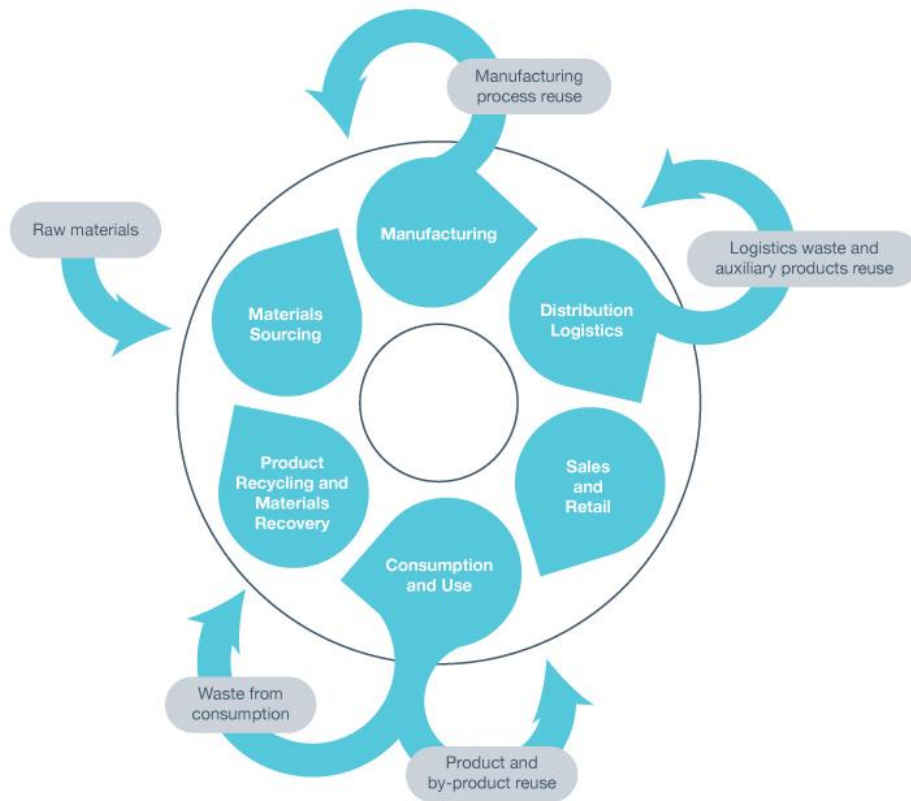 Manufacturing
process reuse
Raw materials
Manufacturing
Logistics waste and
auxiliary products reuse
Materials
Sourcing
Distribution
Logistics
Product
Recycling and
Materials
Recovery
Sales
and
Retail
Consumption
and Use
Waste from
consumption
Product and
by-product reuse